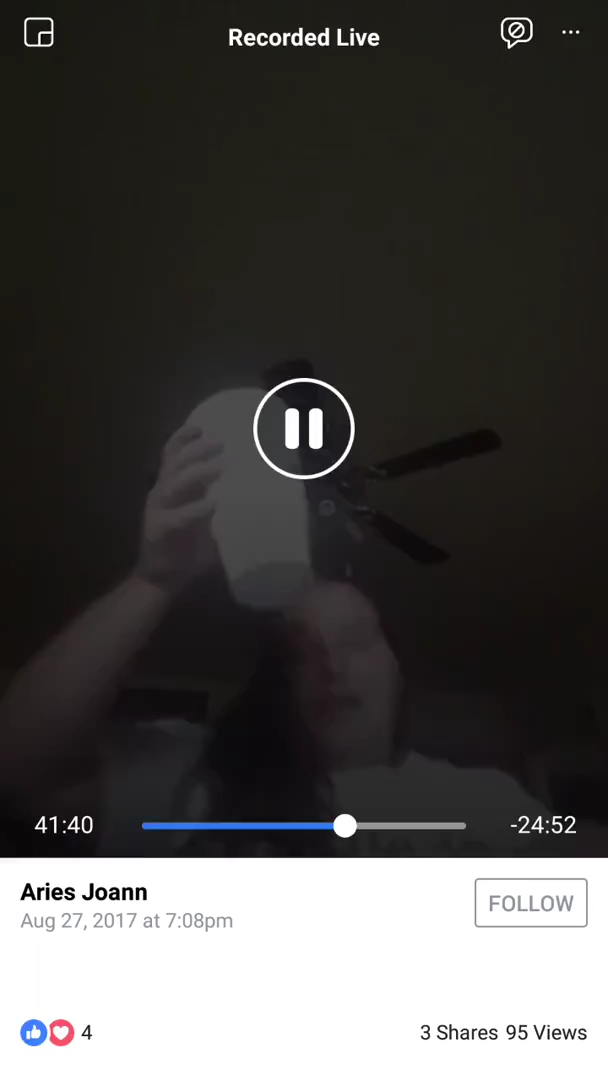 Recorded Live
41:40
-24:52
Aries Joann
FOLLOW
Aug 27, 2017 at 7:08pm
4
3 Shares 95 Views